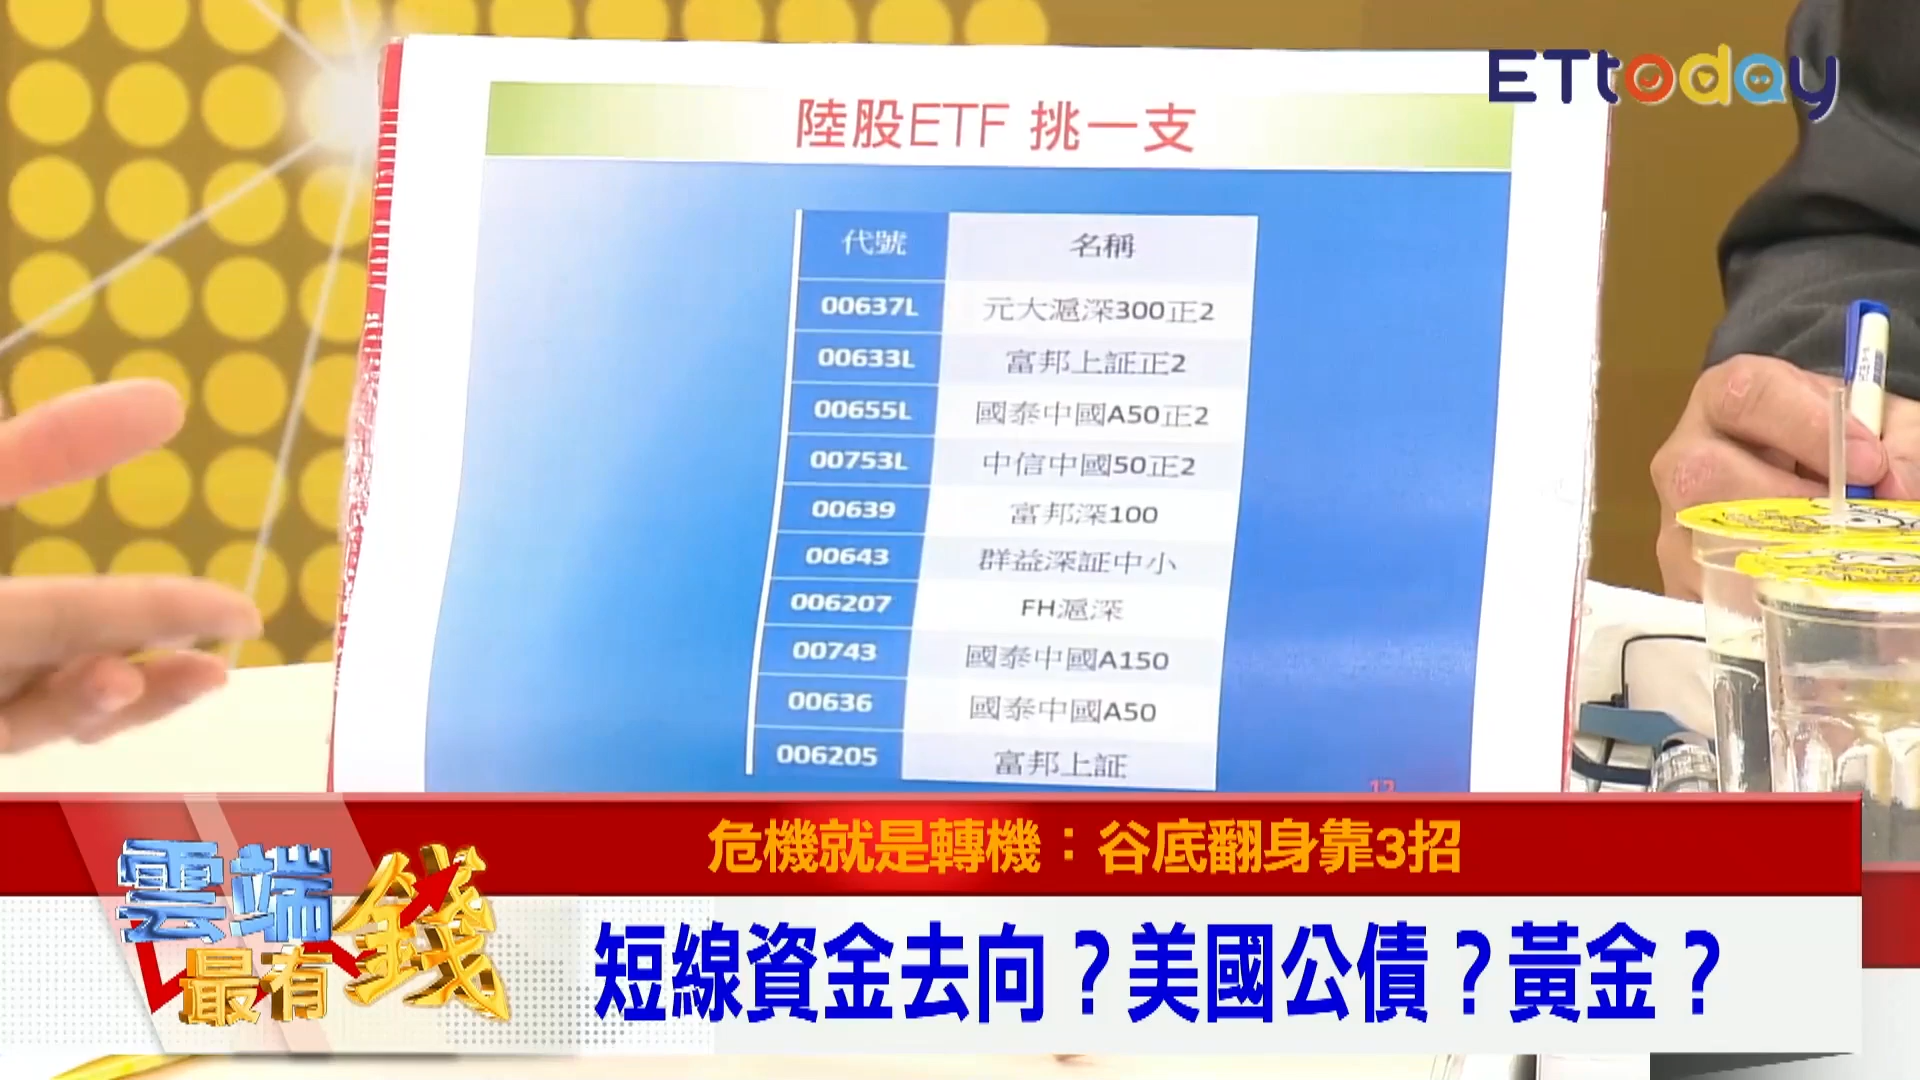 ETtoday
陸股ETF 挑一支
代號 名稱
00637L 元大滬深300正2
00633L 富邦上証正2
00655L 國泰中國A50正2
00753L 中信中國50正2
00639 富邦深100
00643 群益深証中小
006207 FH滬深
00743 國泰中國A150
00636 國泰中國A50
006205 富邦上証
危機就是轉機：谷底翻身靠3招
雲端
最有錢
短線資金去向？美國公債？黃金？